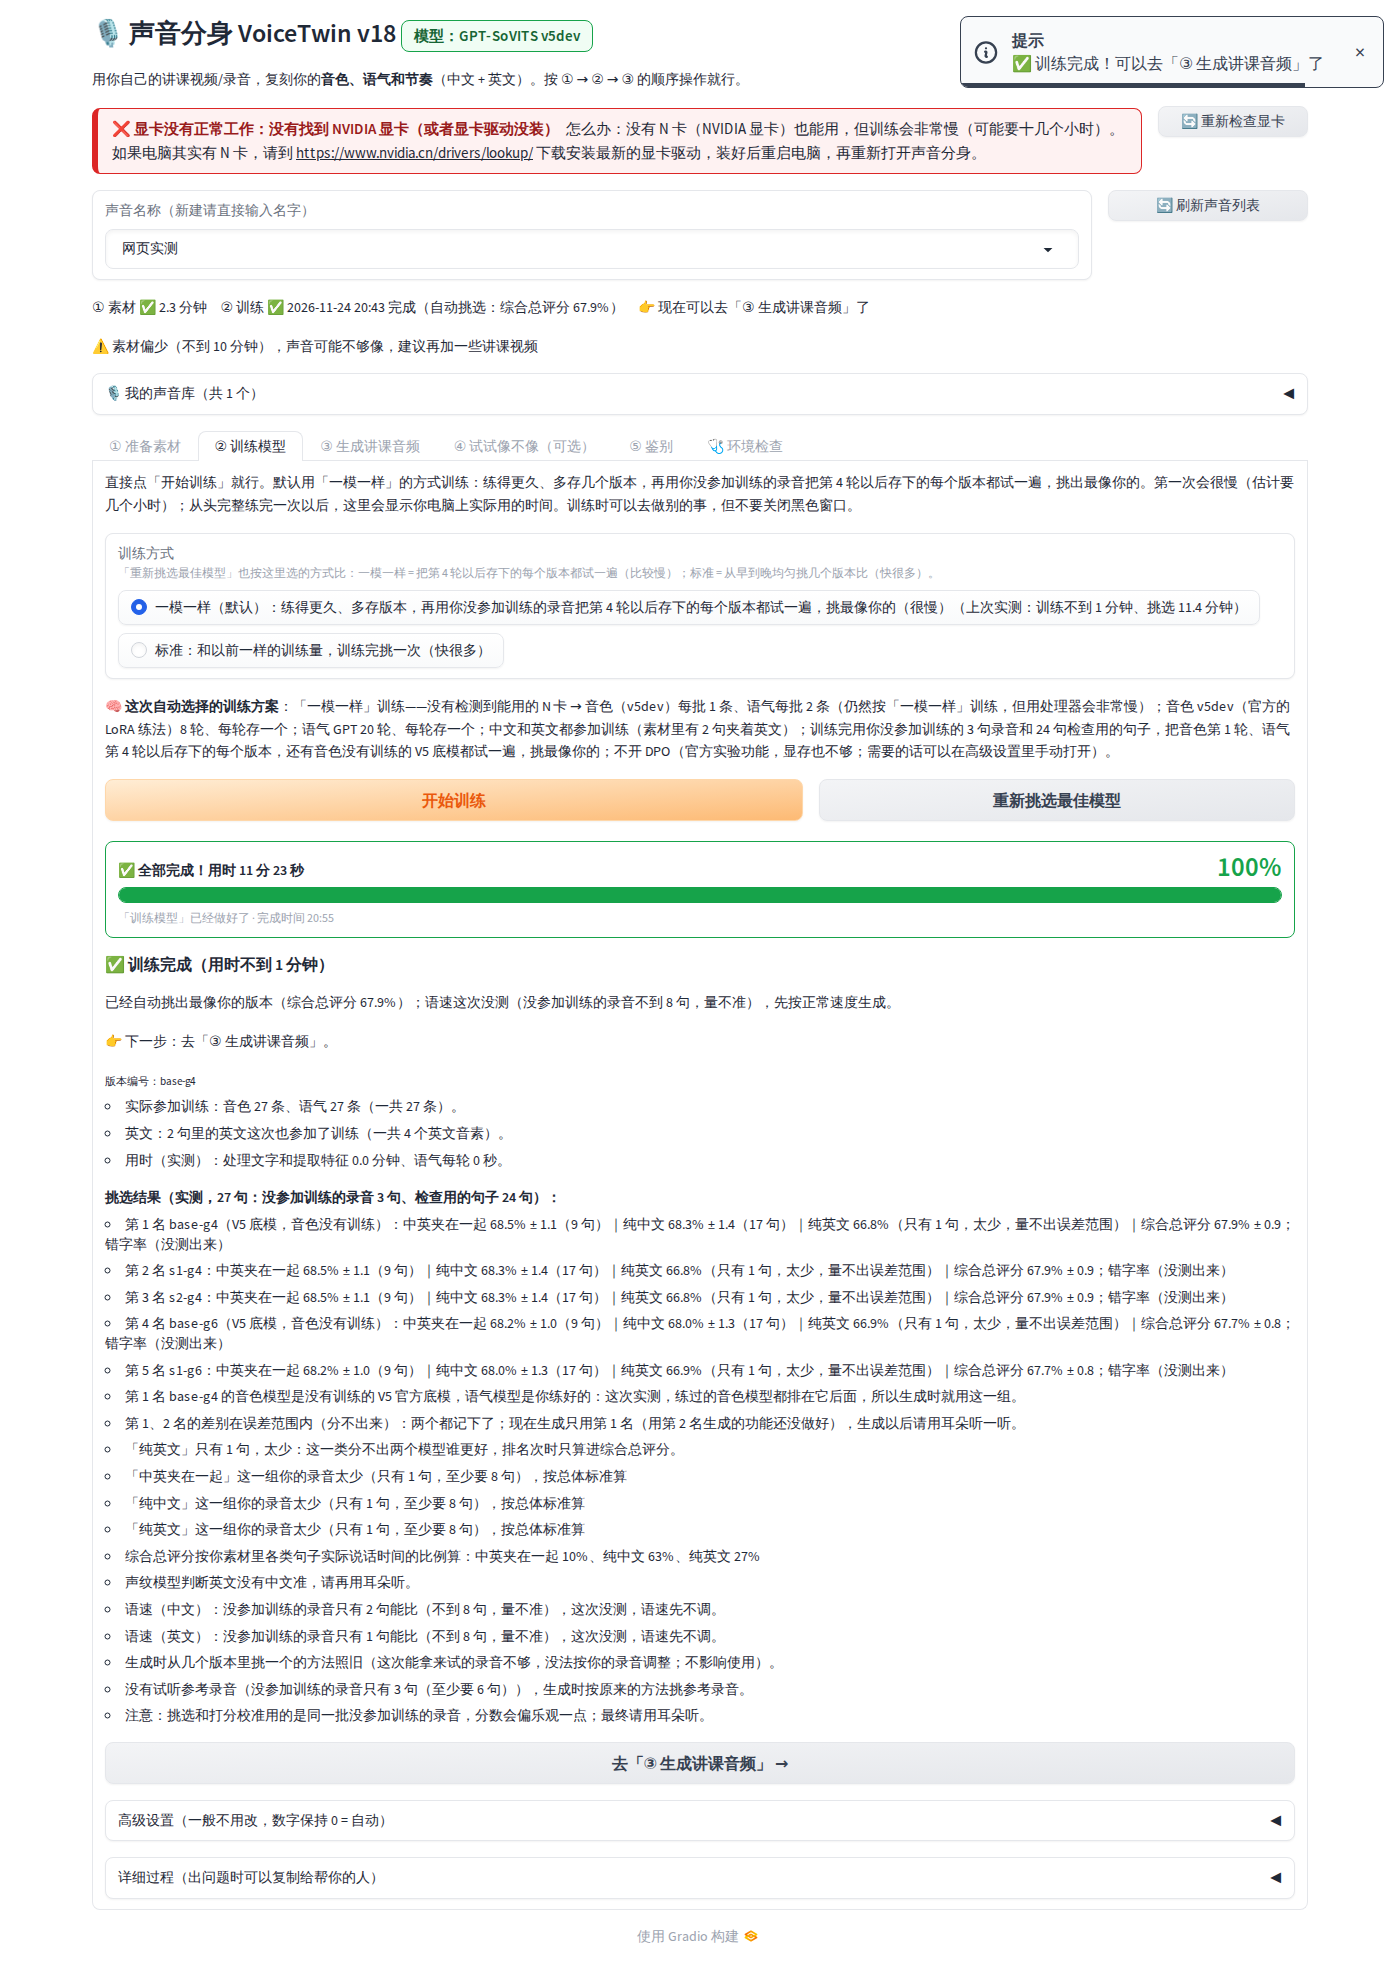 🎙️ 声音分身 VoiceTwin v18 模型：GPT-SoVITS v5dev
提示
✅ 训练完成！可以去「③ 生成讲课音频」了
×
用你自己的讲课视频/录音，复刻你的音色、语气和节奏（中文 + 英文）。按 ① → ② → ③ 的顺序操作就行。
❌ 显卡没有正常工作：没有找到 NVIDIA 显卡（或者显卡驱动没装） 怎么办：没有 N 卡（NVIDIA 显卡）也能用，但训练会非常慢（可能要十几个小时）。
如果电脑其实有 N 卡，请到 https://www.nvidia.cn/drivers/lookup/ 下载安装最新的显卡驱动，装好后重启电脑，再重新打开声音分身。
🔄 重新检查显卡
声音名称（新建请直接输入名字）
网页实测
🔄 刷新声音列表
① 素材 ✅ 2.3 分钟 ② 训练 ✅ 2026-11-24 20:43 完成（自动挑选：综合总评分 67.9%） 👉 现在可以去「③ 生成讲课音频」了
⚠️ 素材偏少（不到 10 分钟），声音可能不够像，建议再加一些讲课视频
🎙️ 我的声音库（共 1 个） ◀
① 准备素材 ② 训练模型 ③ 生成讲课音频 ④ 试试像不像（可选） ⑤ 鉴别 🩺 环境检查
直接点「开始训练」就行。默认用「一模一样」的方式训练：练得更久、多存几个版本，再用你没参加训练的录音把第 4 轮以后存下的每个版本都试一遍，挑出最像你的。第一次会很慢（估计要
几个小时）；从头完整练完一次以后，这里会显示你电脑上实际用的时间。训练时可以去做别的事，但不要关闭黑色窗口。
训练方式
「重新挑选最佳模型」也按这里选的方式比：一模一样＝把第 4 轮以后存下的每个版本都试一遍（比较慢）；标准＝从早到晚均匀挑几个版本比（快很多）。
一模一样（默认）：练得更久、多存版本，再用你没参加训练的录音把第 4 轮以后存下的每个版本都试一遍，挑最像你的（很慢）（上次实测：训练不到 1 分钟、挑选 11.4 分钟）
标准：和以前一样的训练量，训练完挑一次（快很多）
🧠 这次自动选择的训练方案：「一模一样」训练——没有检测到能用的 N 卡 → 音色（v5dev）每批 1 条、语气每批 2 条（仍然按「一模一样」训练，但用处理器会非常慢）；音色 v5dev（官方的
LoRA 练法）8 轮、每轮存一个；语气 GPT 20 轮、每轮存一个；中文和英文都参加训练（素材里有 2 句夹着英文）；训练完用你没参加训练的 3 句录音和 24 句检查用的句子，把音色第 1 轮、语气
第 4 轮以后存下的每个版本，还有音色没有训练的 V5 底模都试一遍，挑最像你的；不开 DPO（官方实验功能，显存也不够；需要的话可以在高级设置里手动打开）。
开始训练
重新挑选最佳模型
✅ 全部完成！用时 11 分 23 秒 100%
「训练模型」已经做好了 · 完成时间 20:55
✅ 训练完成（用时不到 1 分钟）
已经自动挑出最像你的版本（综合总评分 67.9%）；语速这次没测（没参加训练的录音不到 8 句，量不准），先按正常速度生成。
👉 下一步：去「③ 生成讲课音频」。
版本编号：base-g4
实际参加训练：音色 27 条、语气 27 条（一共 27 条）。
英文：2 句里的英文这次也参加了训练（一共 4 个英文音素）。
用时（实测）：处理文字和提取特征 0.0 分钟、语气每轮 0 秒。
挑选结果（实测，27 句：没参加训练的录音 3 句、检查用的句子 24 句）：
第 1 名 base-g4（V5 底模，音色没有训练）：中英夹在一起 68.5% ± 1.1（9 句）｜纯中文 68.3% ± 1.4（17 句）｜纯英文 66.8%（只有 1 句，太少，量不出误差范围）｜综合总评分 67.9% ± 0.9；
错字率（没测出来）
第 2 名 s1-g4：中英夹在一起 68.5% ± 1.1（9 句）｜纯中文 68.3% ± 1.4（17 句）｜纯英文 66.8%（只有 1 句，太少，量不出误差范围）｜综合总评分 67.9% ± 0.9；错字率（没测出来）
第 3 名 s2-g4：中英夹在一起 68.5% ± 1.1（9 句）｜纯中文 68.3% ± 1.4（17 句）｜纯英文 66.8%（只有 1 句，太少，量不出误差范围）｜综合总评分 67.9% ± 0.9；错字率（没测出来）
第 4 名 base-g6（V5 底模，音色没有训练）：中英夹在一起 68.2% ± 1.0（9 句）｜纯中文 68.0% ± 1.3（17 句）｜纯英文 66.9%（只有 1 句，太少，量不出误差范围）｜综合总评分 67.7% ± 0.8；
错字率（没测出来）
第 5 名 s1-g6：中英夹在一起 68.2% ± 1.0（9 句）｜纯中文 68.0% ± 1.3（17 句）｜纯英文 66.9%（只有 1 句，太少，量不出误差范围）｜综合总评分 67.7% ± 0.8；错字率（没测出来）
第 1 名 base-g4 的音色模型是没有训练的 V5 官方底模，语气模型是你练好的：这次实测，练过的音色模型都排在它后面，所以生成时就用这一组。
第 1、2 名的差别在误差范围内（分不出来）：两个都记下了；现在生成只用第 1 名（用第 2 名生成的功能还没做好），生成以后请用耳朵听一听。
「纯英文」只有 1 句，太少：这一类分不出两个模型谁更好，排名次时只算进综合总评分。
「中英夹在一起」这一组你的录音太少（只有 1 句，至少要 8 句），按总体标准算
「纯中文」这一组你的录音太少（只有 1 句，至少要 8 句），按总体标准算
「纯英文」这一组你的录音太少（只有 1 句，至少要 8 句），按总体标准算
综合总评分按你素材里各类句子实际说话时间的比例算：中英夹在一起 10%、纯中文 63%、纯英文 27%
声纹模型判断英文没有中文准，请再用耳朵听。
语速（中文）：没参加训练的录音只有 2 句能比（不到 8 句，量不准），这次没测，语速先不调。
语速（英文）：没参加训练的录音只有 1 句能比（不到 8 句，量不准），这次没测，语速先不调。
生成时从几个版本里挑一个的方法照旧（这次能拿来试的录音不够，没法按你的录音调整；不影响使用）。
没有试听参考录音（没参加训练的录音只有 3 句（至少要 6 句）），生成时按原来的方法挑参考录音。
注意：挑选和打分校准用的是同一批没参加训练的录音，分数会偏乐观一点；最终请用耳朵听。
去「③ 生成讲课音频」 →
高级设置（一般不用改，数字保持 0 = 自动） ◀
详细过程（出问题时可以复制给帮你的人） ◀
使用 Gradio 构建